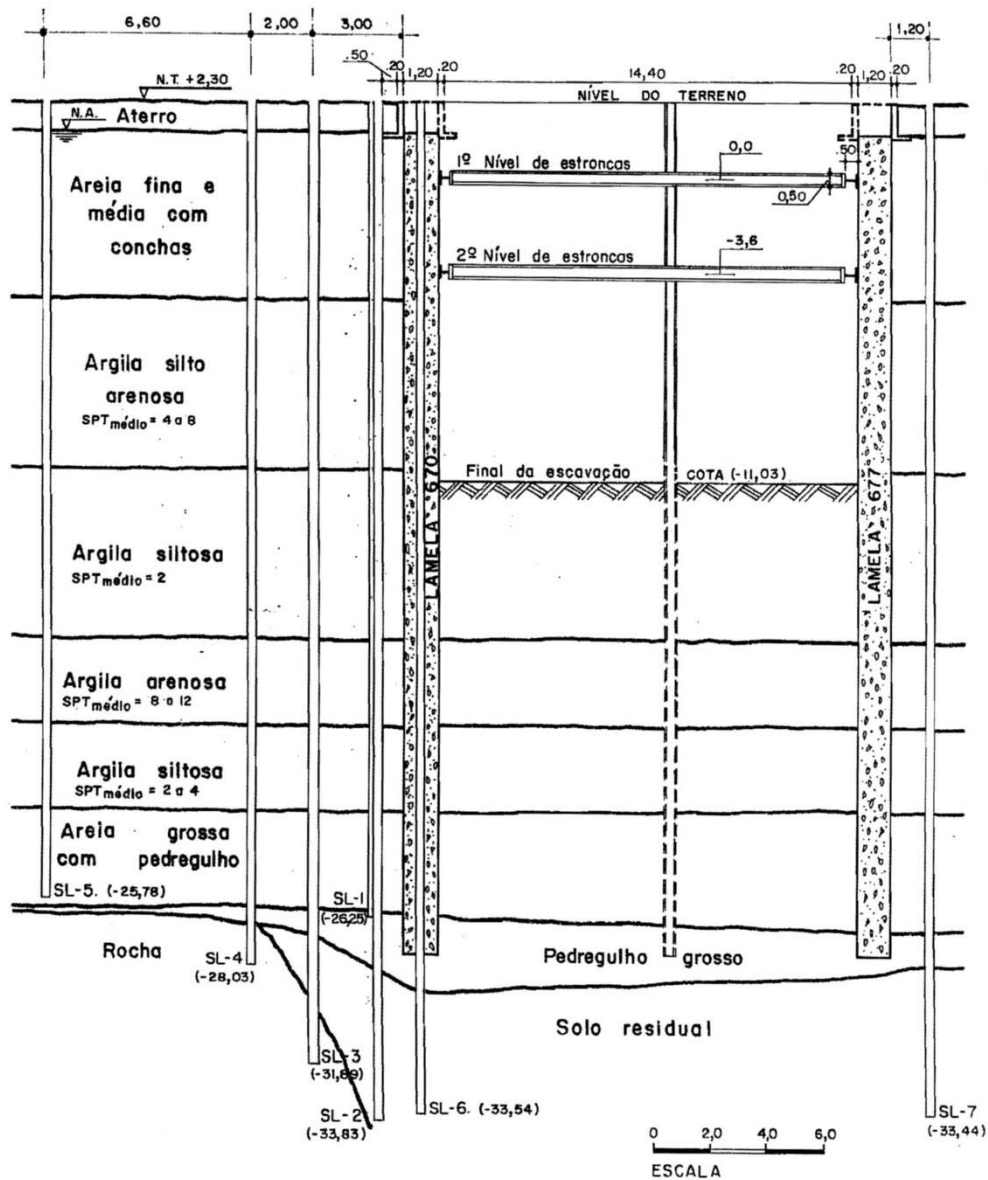 6,60
2,00
3,00
1,20
.50
.20
1,20
.20
14,40
.20
1,20
.20
N.T. +2,30
NÍVEL DO TERRENO
N.A.
Aterro
1º Nível de estroncas
0,0
.50
0,50
Areia fina e
média com
conchas
2º Nível de estroncas
-3,6
Argila silto
arenosa
SPTmédio = 4 a 8
Final da escavação
COTA (-11,03)
LAMELA 670
LAMELA 677
Argila siltosa
SPTmédio = 2
Argila arenosa
SPTmédio = 8 a 12
Argila siltosa
SPTmédio = 2 a 4
Areia grossa
com pedregulho
SL-5. (-25,78)
SL-1
(-26,25)
Rocha
SL-4
(-28,03)
Pedregulho grosso
Solo residual
SL-3
(-31,89)
SL-2
(-33,83)
SL-6. (-33,54)
SL-7
(-33,44)
0 2,0 4,0 6,0
ESCALA